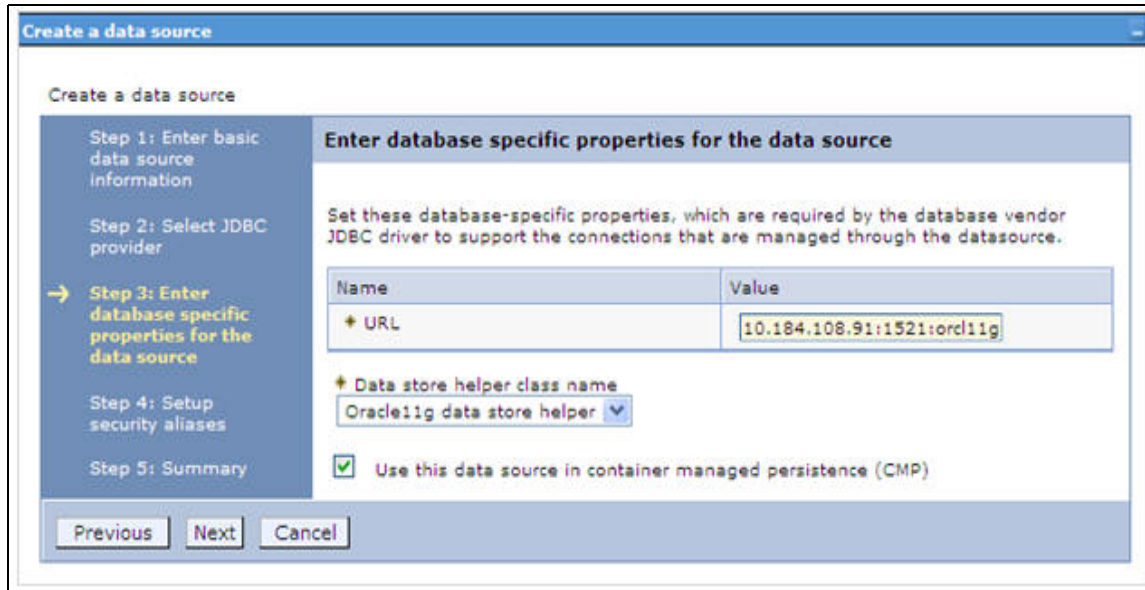 Create a data source
Create a data source
Step 1: Enter basic
data source
information
Step 2: Select JDBC
provider
Step 3: Enter
database specific
properties for the
data source
Step 4: Setup
security aliases
Step 5: Summary
Enter database specific properties for the data source
Set these database-specific properties, which are required by the database vendor
JDBC driver to support the connections that are managed through the datasource.
Name Value
URL 10.184.108.91:1521:orcl11g
Data store helper class name
Oracle11g data store helper
Use this data source in container managed persistence (CMP)
Previous Next Cancel